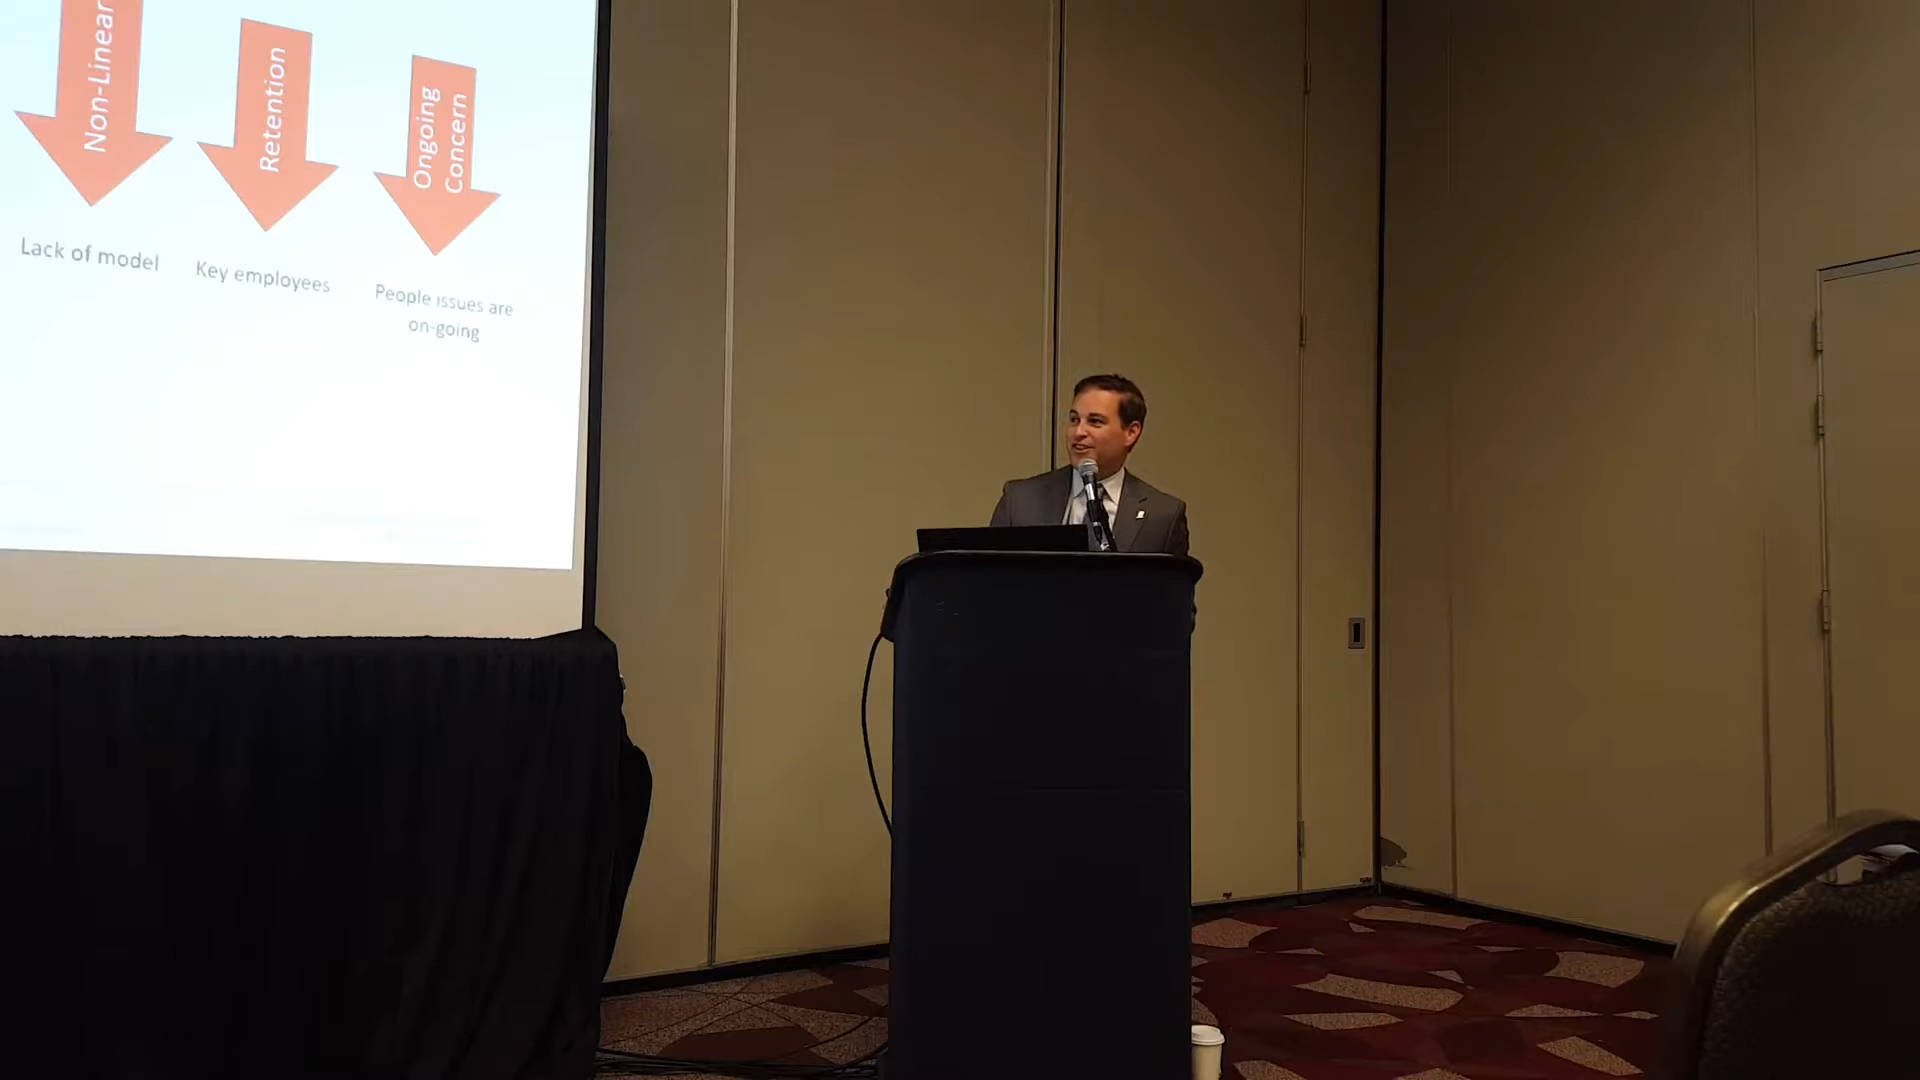 Non-Linear
Retention
Ongoing
Concern
Lack of model
Key employees
People issues are
on-going